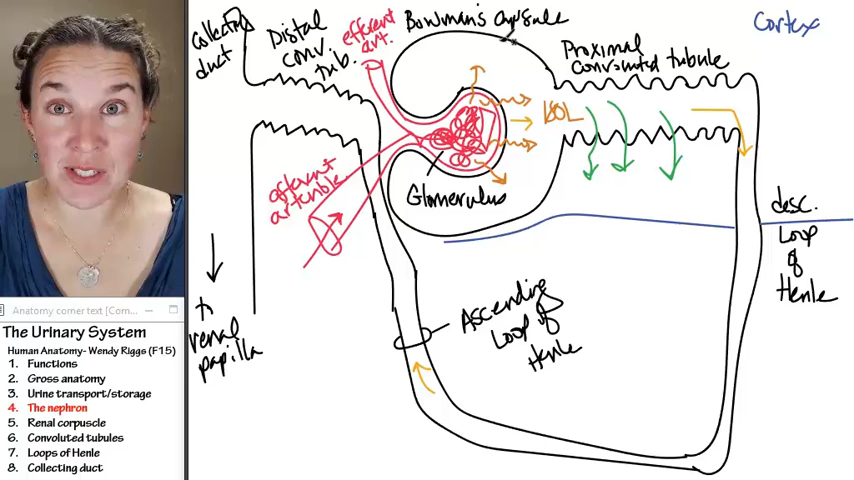 Collecting
duct
Distal
Conv.
tub.
efferent
art.
Bowman's capsule
Proximal
Convoluted tubule
Cortex
180L
afferent
arteriole
Glomerulus
desc.
Loop
of
Henle
Ascending
Loop of
Henle
to
renal
papilla
Anatomy corner text [Com...
The Urinary System
Human Anatomy- Wendy Riggs (F15)
1. Functions
2. Gross anatomy
3. Urine transport/storage
4. The nephron
5. Renal corpuscle
6. Convoluted tubules
7. Loops of Henle
8. Collecting duct